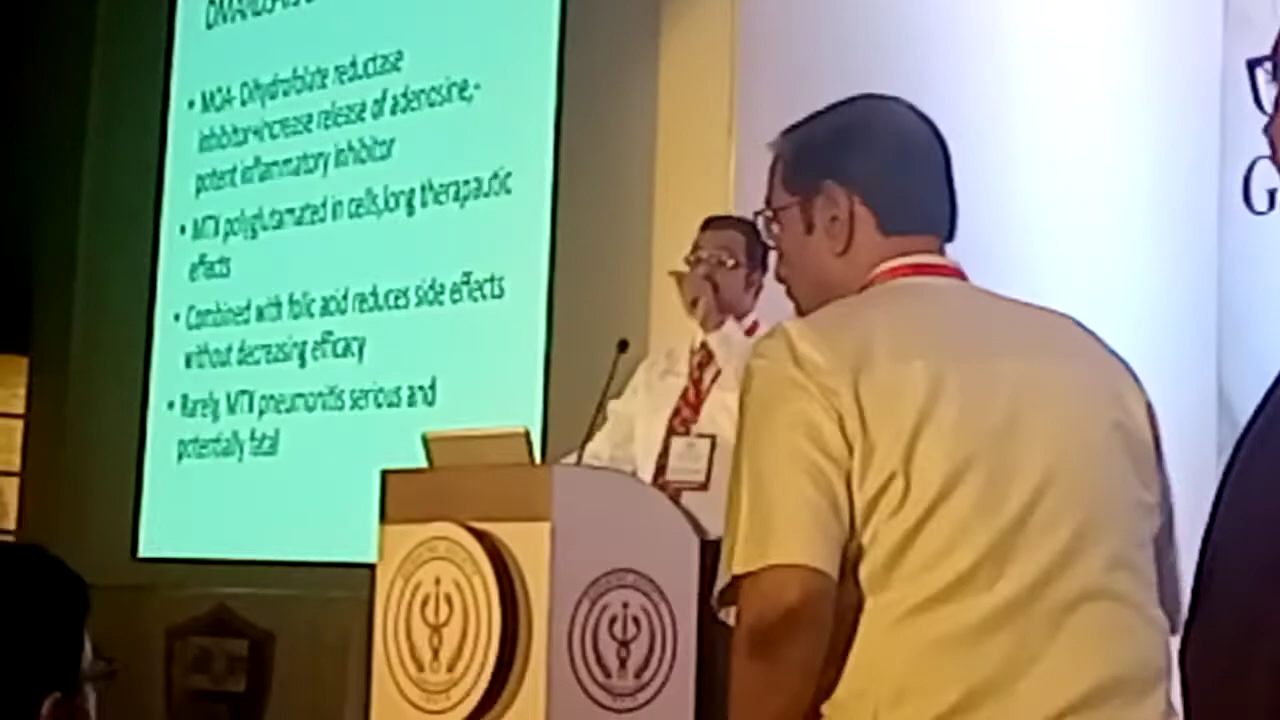 • MOA- Dihydrofolate reductase
inhibitor+increase release of adenosine,-
potent inflammatory inhibitor
• MTX polyglutamated in cells,long therapautic
effects
• Combined with folic acid reduces side effects
without decreasing efficacy
• Rarely, MTX pneumonitis serious and
potentially fatal
G